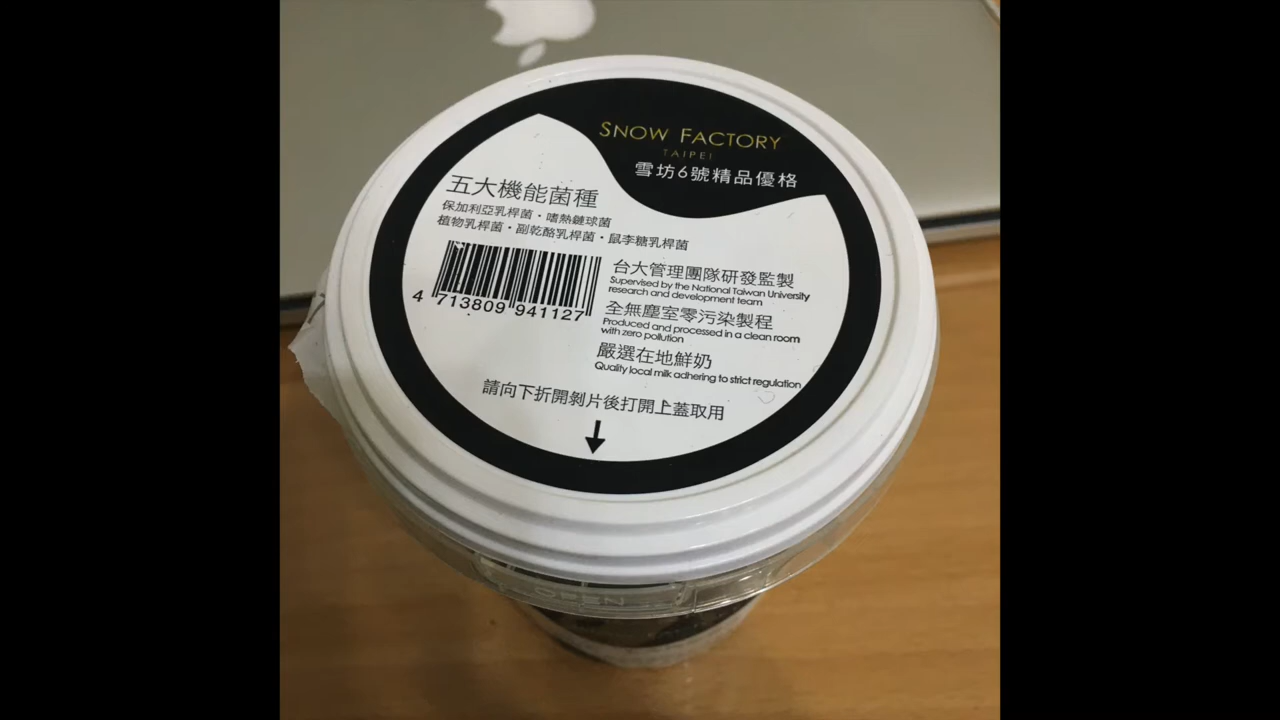 SNOW FACTORY
TAIPEI
雪坊6號精品優格
五大機能菌種
保加利亞乳桿菌・嗜熱鏈球菌
植物乳桿菌・副乾酪乳桿菌・鼠李糖乳桿菌
4 713809 941127
台大管理團隊研發監製
Supervised by the National Taiwan University
research and development team
全無塵室零污染製程
Produced and processed in a clean room
with zero pollution
嚴選在地鮮奶
Quality local milk adhering to strict regulation
請向下折開剝片後打開上蓋取用
OPEN